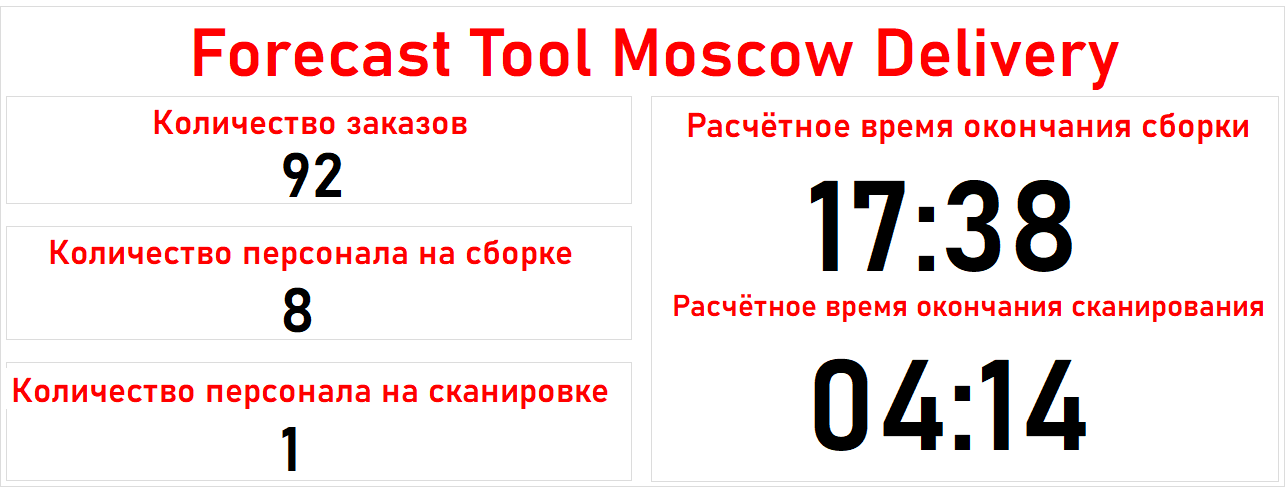 Forecast Tool Moscow Delivery
Количество заказов
92
Количество персонала на сборке
8
Количество персонала на сканировке
1
Расчётное время окончания сборки
17:38
Расчётное время окончания сканирования
04:14